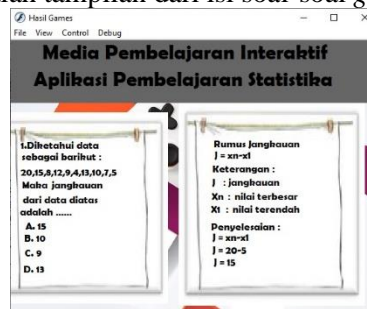 Hasil Games
File View Control Debug
Media Pembelajaran Interaktif
Aplikasi Pembelajaran Statistika
1.Diketahui data
sebagai barikut :
20,15,8,12,9,4,13,10,7,5
Maka jangkauan
dari data diatas
adalah ......
A. 15
B. 10
C. 9
D. 13
Rumus Jangkauan
J = xn-x1
Keterangan :
J : jangkauan
Xn : nilai terbesar
X1 : nilai terendah
Penyelesaian :
J = xn-x1
J = 20-5
J = 15